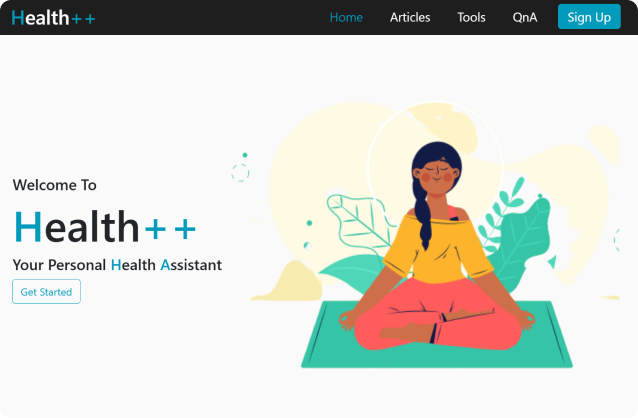 Health++ Home Articles Tools QnA Sign Up
Welcome To
Health++
Your Personal Health Assistant
Get Started